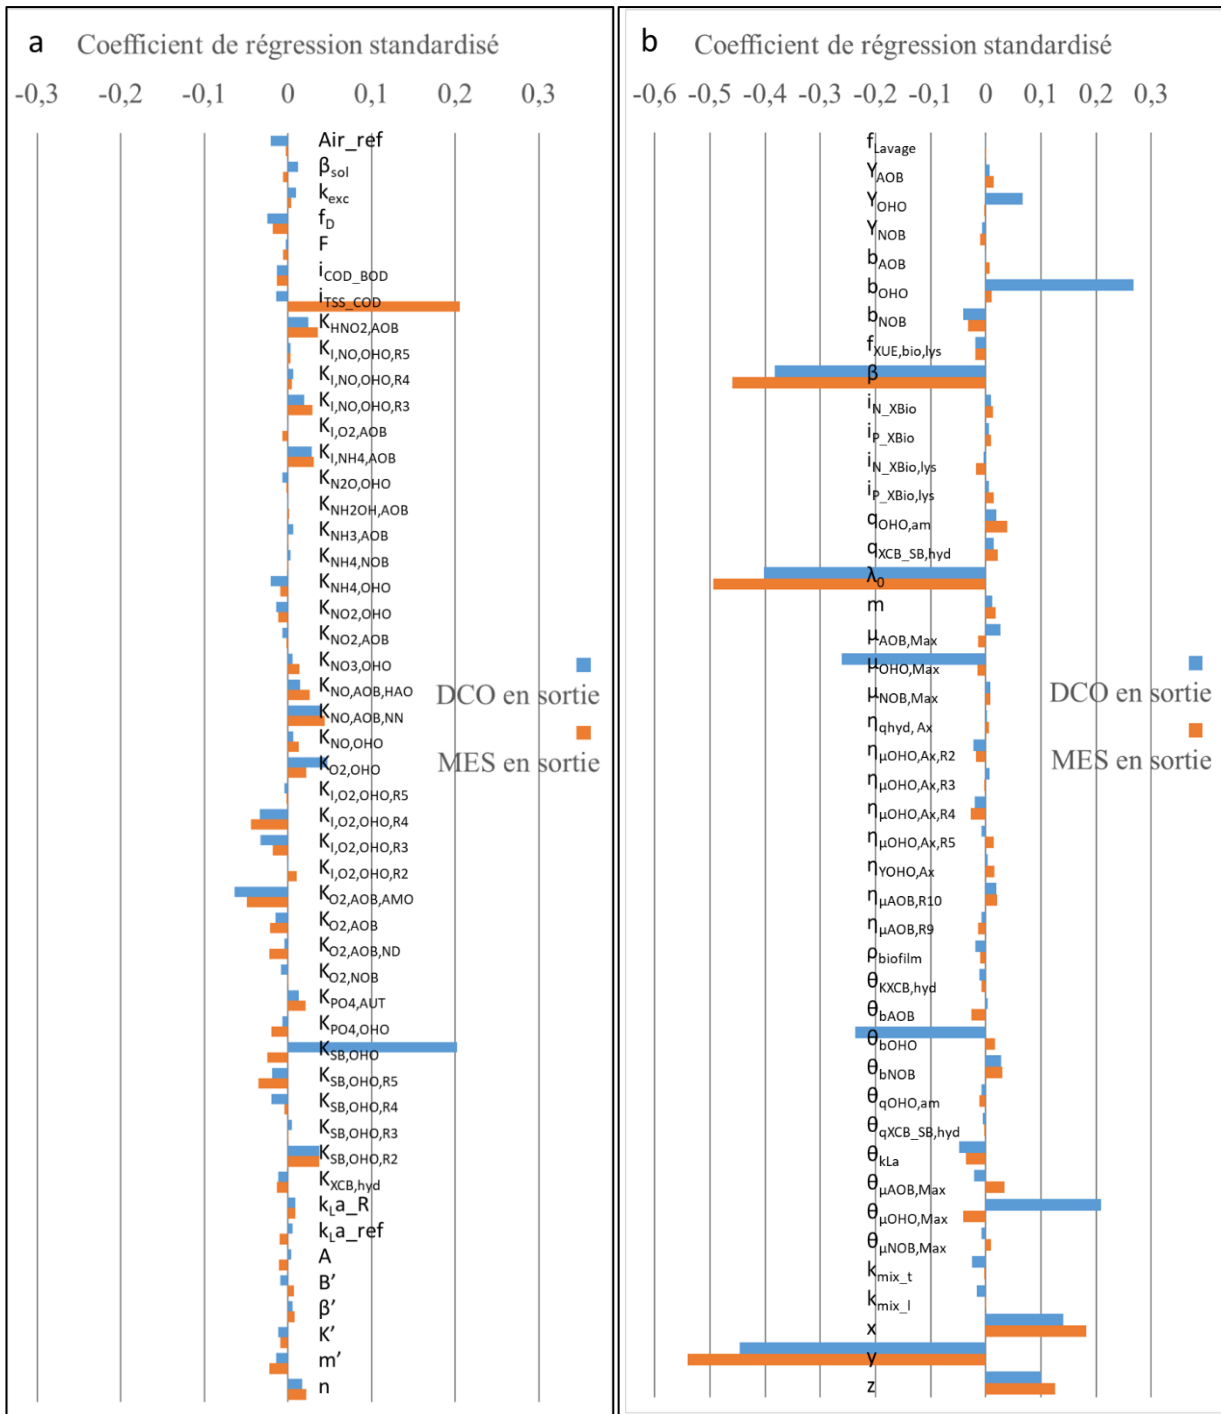 a Coefficient de régression standardisé
-0,3 -0,2 -0,1 0 0,1 0,2 0,3
Air_ref
βsol
kexc
fD
F
iCOD_BOD
iTSS_COD
KHNO2,AOB
KI,NO,OHO,R5
KI,NO,OHO,R4
KI,NO,OHO,R3
KI,O2,AOB
KI,NH4,AOB
KN2O,OHO
KNH2OH,AOB
KNH3,AOB
KNH4,NOB
KNH4,OHO
KNO2,OHO
KNO2,AOB
KNO3,OHO
KNO,AOB,HAO
KNO,AOB,NN
KNO,OHO
KO2,OHO
KI,O2,OHO,R5
KI,O2,OHO,R4
KI,O2,OHO,R3
KI,O2,OHO,R2
KO2,AOB,AMO
KO2,AOB
KO2,AOB,ND
KO2,NOB
KPO4,AUT
KPO4,OHO
KSB,OHO
KSB,OHO,R5
KSB,OHO,R4
KSB,OHO,R3
KSB,OHO,R2
KXCB,hyd
kLa_R
kLa_ref
A
B'
β'
K'
m'
n
DCO en sortie
MES en sortie
b Coefficient de régression standardisé
-0,6 -0,5 -0,4 -0,3 -0,2 -0,1 0 0,1 0,2 0,3
fLavage
YAOB
YOHO
YNOB
bAOB
bOHO
bNOB
fXUE,bio,lys
β
iN_XBio
iP_XBio
iN_XBio,lys
iP_XBio,lys
qOHO,am
qXCB_SB,hyd
λ0
m
μAOB,Max
μOHO,Max
μNOB,Max
ηqhyd, Ax
ημOHO,Ax,R2
ημOHO,Ax,R3
ημOHO,Ax,R4
ημOHO,Ax,R5
ηYOHO,Ax
ημAOB,R10
ημAOB,R9
ρbiofilm
θKXCB,hyd
θbAOB
θbOHO
θbNOB
θqOHO,am
θqXCB_SB,hyd
θkLa
θμAOB,Max
θμOHO,Max
θμNOB,Max
kmix_t
kmix_l
x
y
z
DCO en sortie
MES en sortie